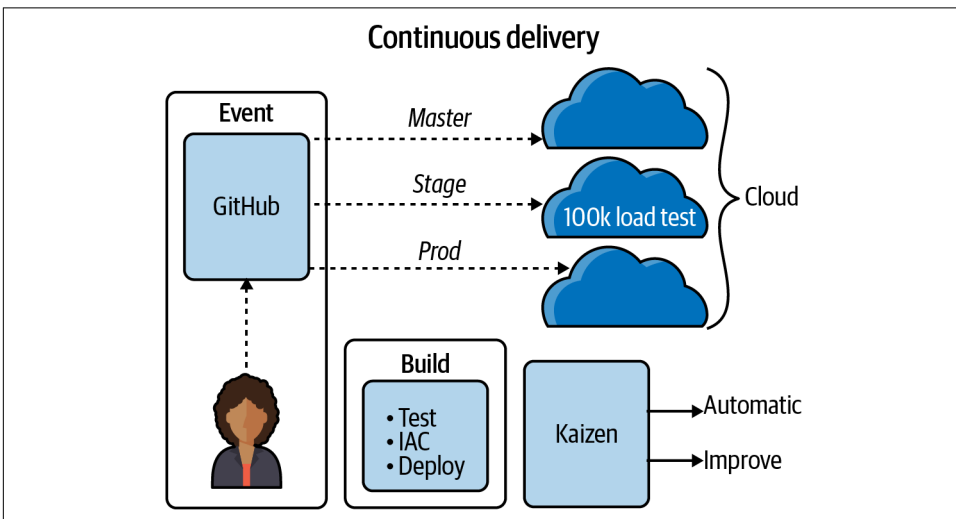 Continuous delivery
Event
GitHub
Master
Stage
Prod
100k load test
Cloud
Build
• Test
• IAC
• Deploy
Kaizen
Automatic
Improve